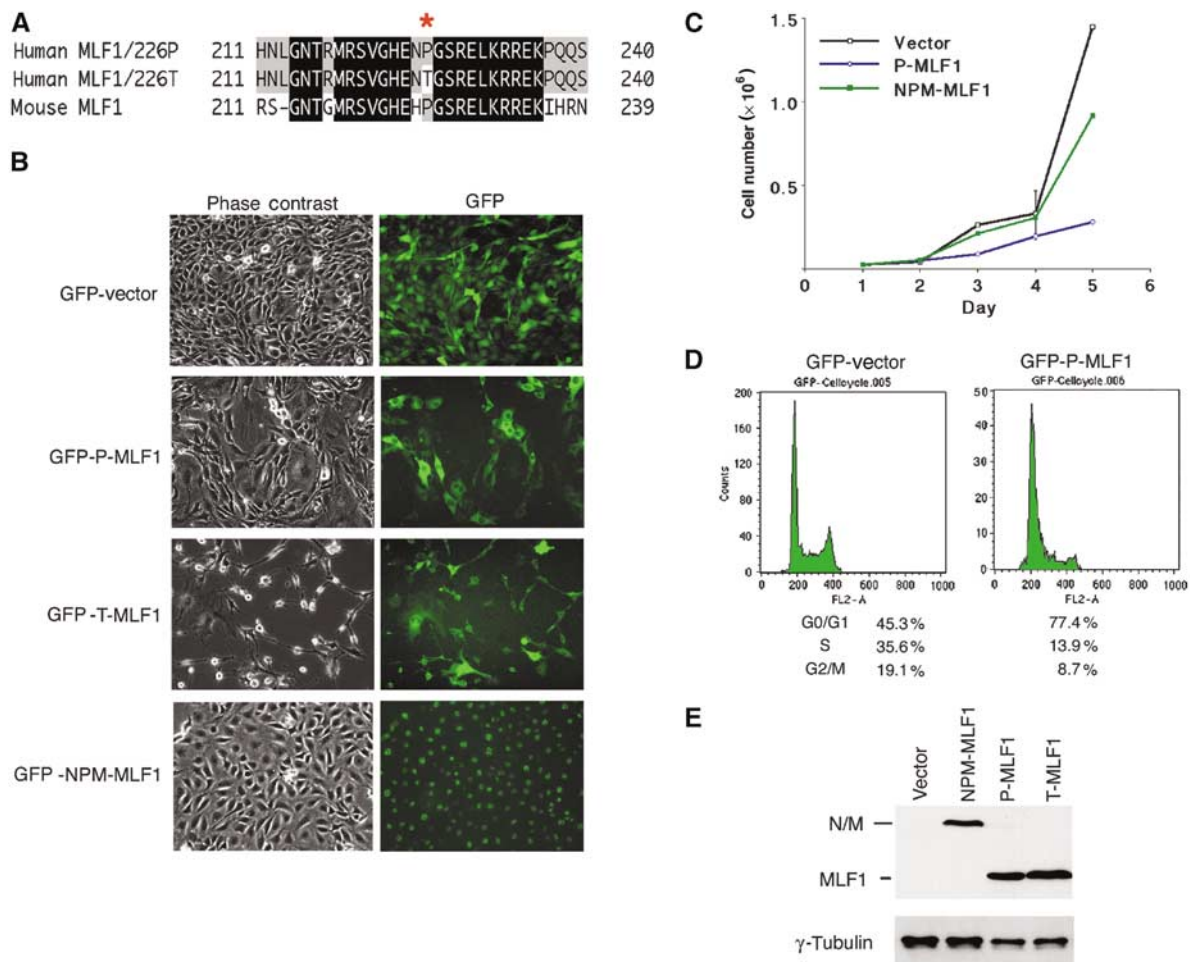 A
*
Human MLF1/226P 211 HNLGNTRMRSVGHENPGSRELKRREKPQQS 240
Human MLF1/226T 211 HNLGNTRMRSVGHENTGSRELKRREKPQQS 240
Mouse MLF1 211 RS-GNTGMRSVGHEHPGSRELKRREKIHRN 239
B
Phase contrast GFP
GFP-vector
GFP-P-MLF1
GFP -T-MLF1
GFP -NPM-MLF1
C
Vector
P-MLF1
NPM-MLF1
Cell number (× 10⁶)
1.5
1.0
0.5
0 1 2 3 4 5 6
Day
D
GFP-vector GFP-P-MLF1
GFP-Cellcycle.005 GFP-Cellcycle.006
Counts
200
160
120
80
40
0
0 200 400 600 800 1000
FL2-A
50
40
30
20
10
0
0 200 400 600 800 1000
FL2-A
G0/G1 45.3% 77.4%
S 35.6% 13.9%
G2/M 19.1% 8.7%
E
Vector
NPM-MLF1
P-MLF1
T-MLF1
N/M
MLF1
γ-Tubulin